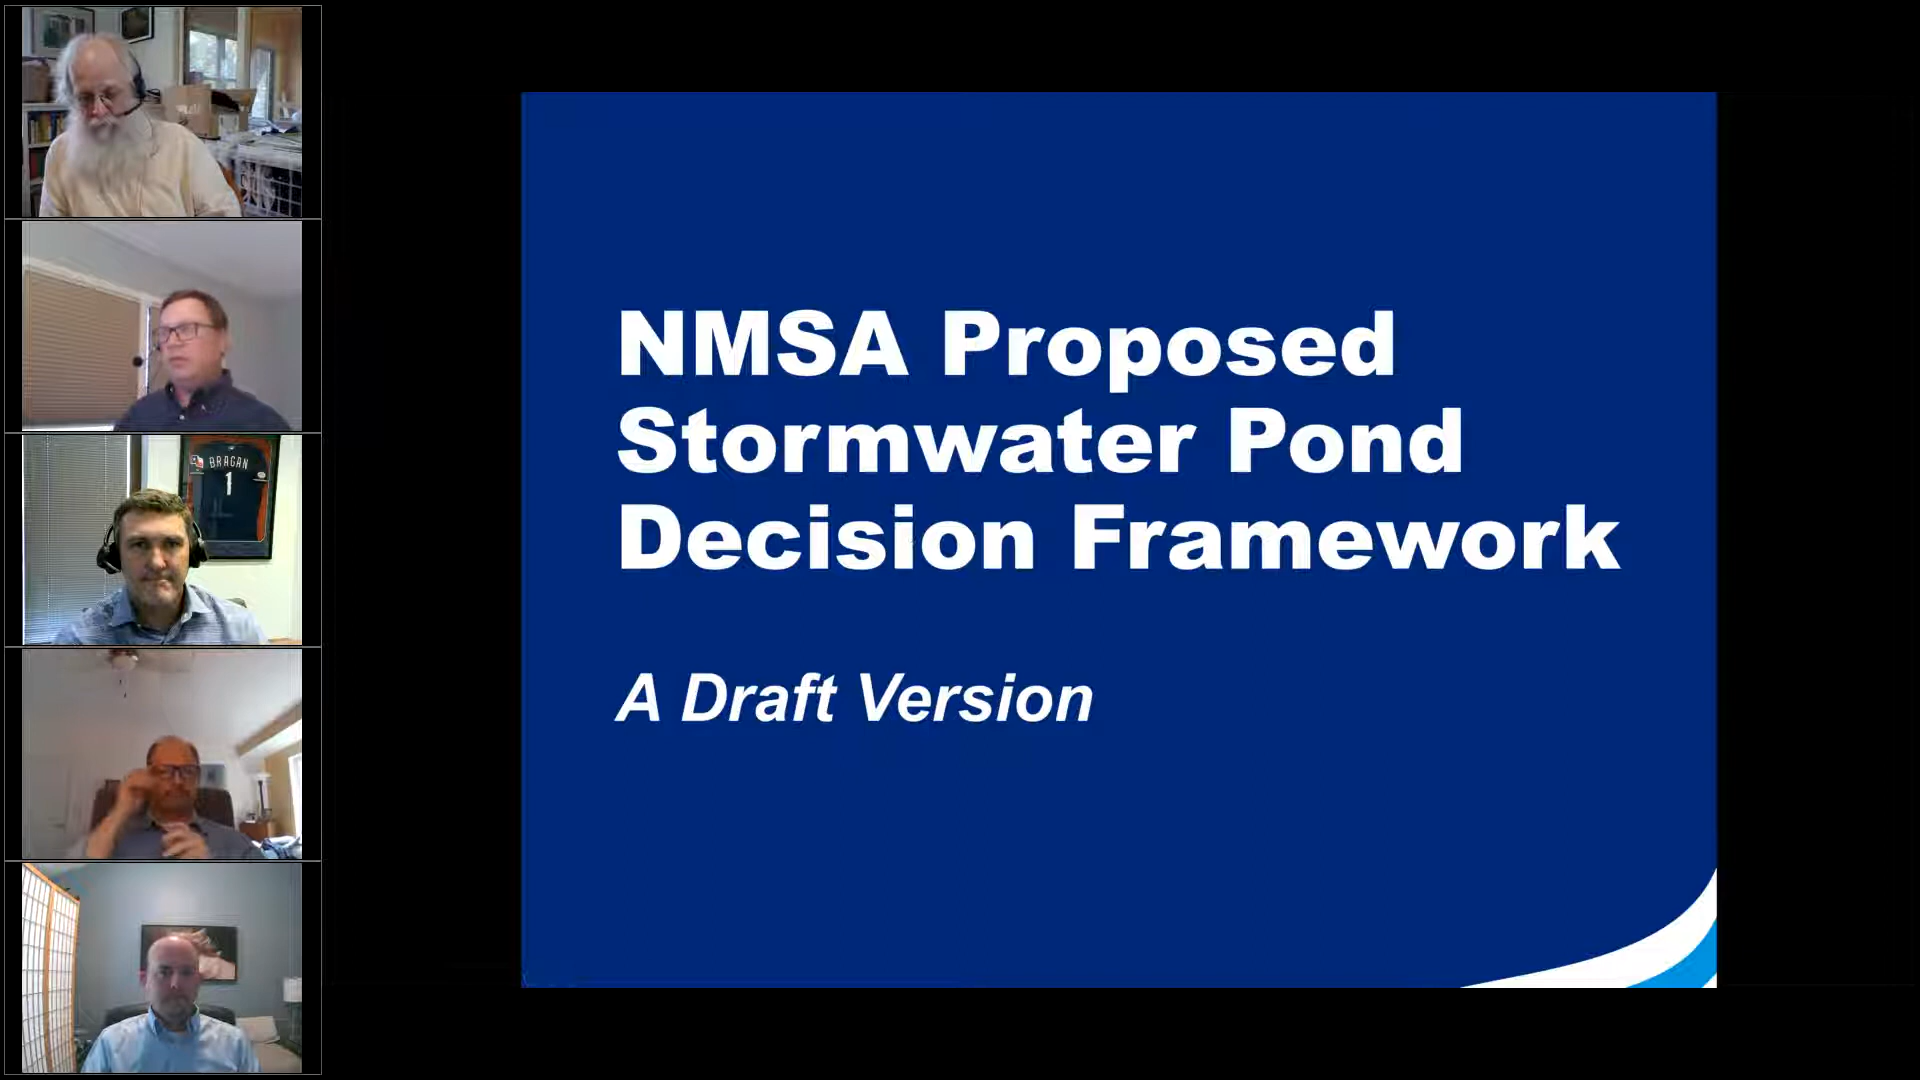 BRAGAN
1
NMSA Proposed
Stormwater Pond
Decision Framework
A Draft Version